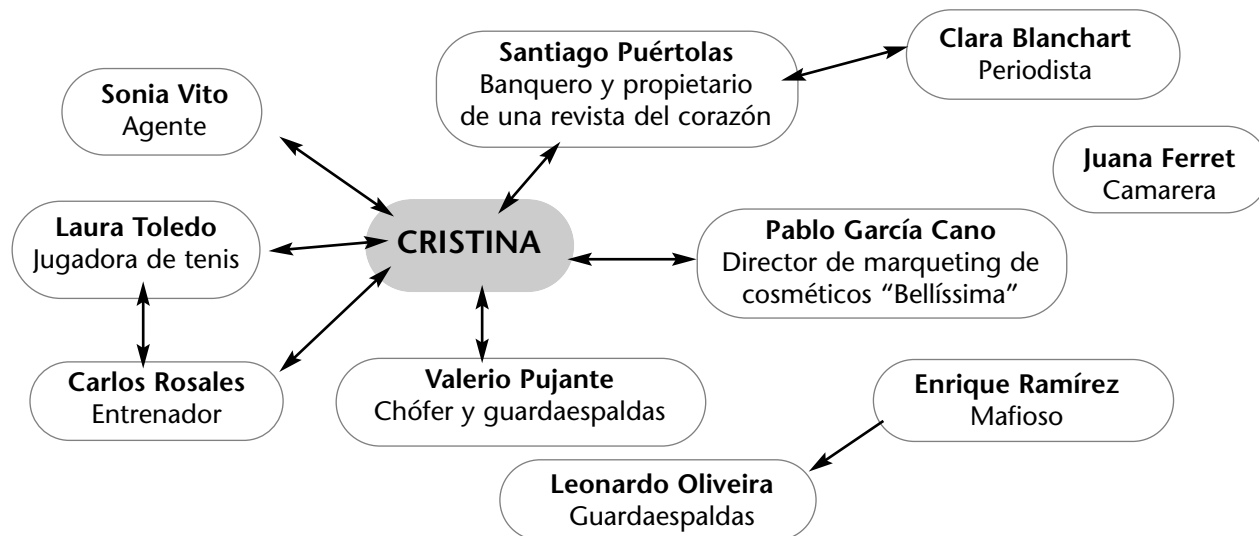 Santiago Puértolas
Banquero y propietario
de una revista del corazón
Clara Blanchart
Periodista
Sonia Vito
Agente
Juana Ferret
Camarera
Laura Toledo
Jugadora de tenis
CRISTINA
Pablo García Cano
Director de marqueting de
cosméticos “Bellíssima”
Carlos Rosales
Entrenador
Valerio Pujante
Chófer y guardaespaldas
Enrique Ramírez
Mafioso
Leonardo Oliveira
Guardaespaldas